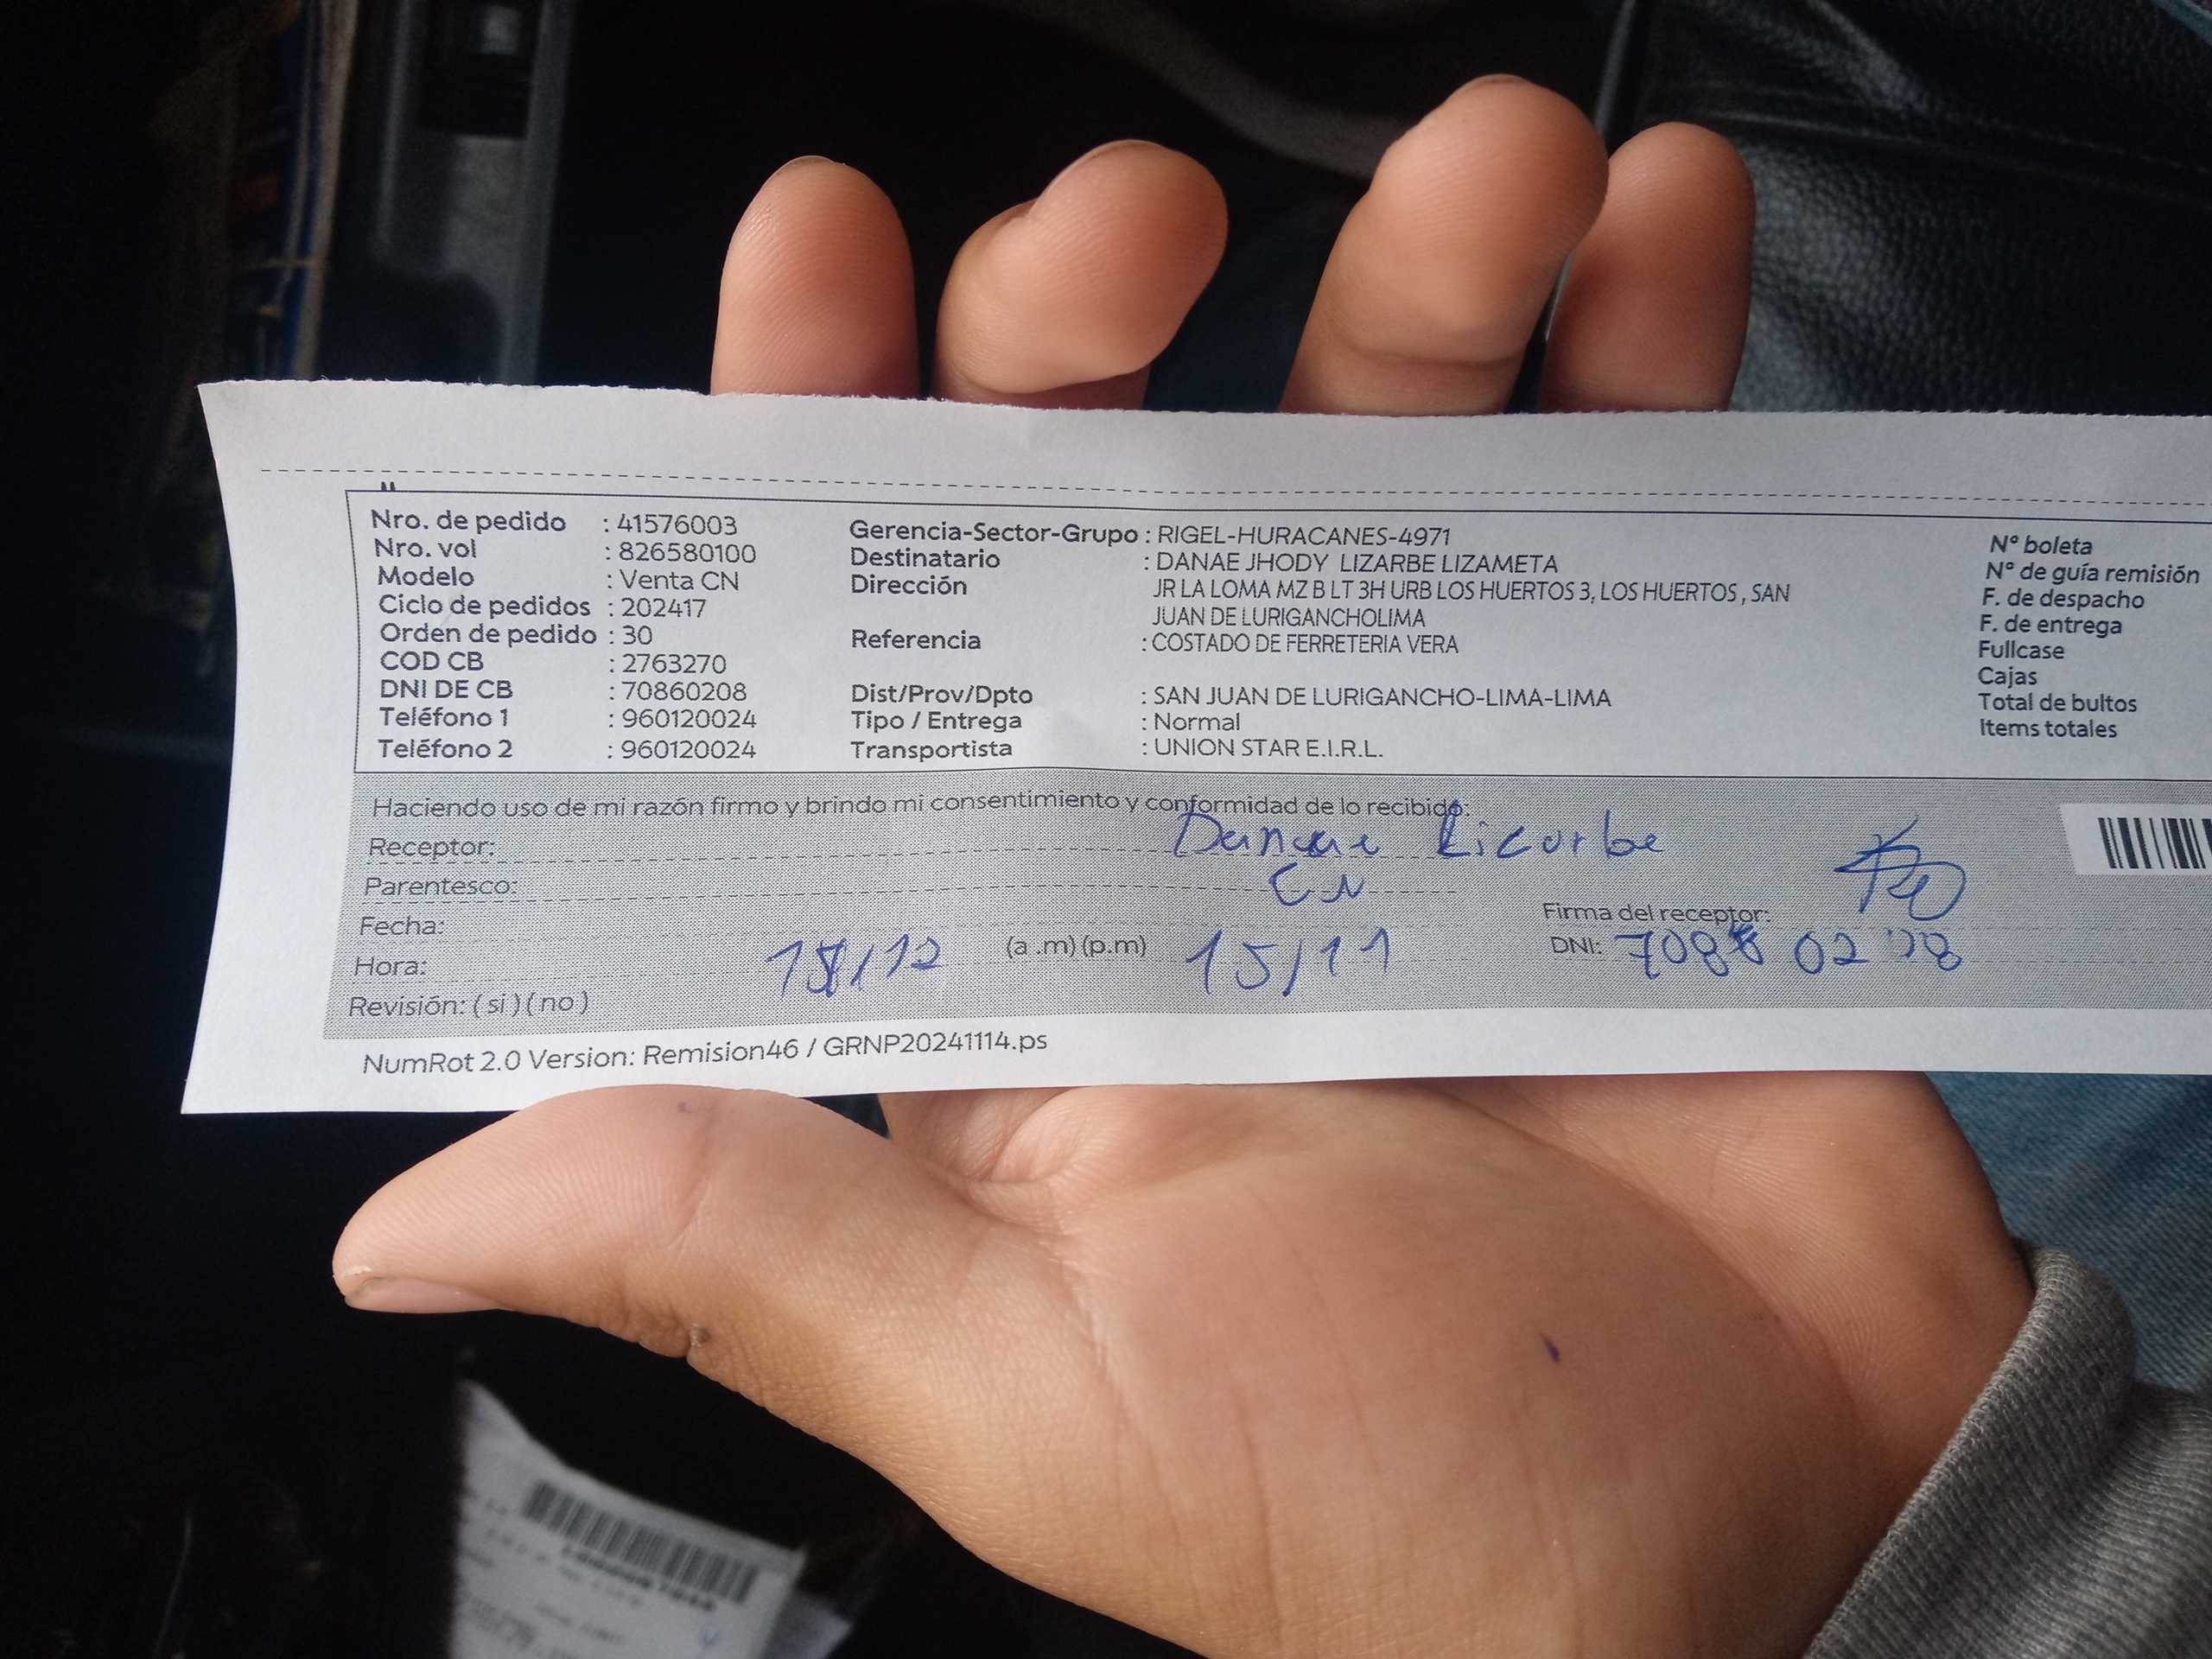 Nro. de pedido : 41576003
Nro. vol : 826580100
Modelo : Venta CN
Ciclo de pedidos : 202417
Orden de pedido : 30
COD CB : 2763270
DNI DE CB : 70860208
Teléfono 1 : 960120024
Teléfono 2 : 960120024
Gerencia-Sector-Grupo : RIGEL-HURACANES-4971
Destinatario : DANAE JHODY LIZARBE LIZAMETA
Dirección JR LA LOMA MZ B LT 3H URB LOS HUERTOS 3, LOS HUERTOS , SAN
JUAN DE LURIGANCHOLIMA
Referencia : COSTADO DE FERRETERIA VERA
Dist/Prov/Dpto : SAN JUAN DE LURIGANCHO-LIMA-LIMA
Tipo / Entrega : Normal
Transportista : UNION STAR E.I.R.L.
N° boleta
N° de guía remisión
F. de despacho
F. de entrega
Fullcase
Cajas
Total de bultos
Items totales
Haciendo uso de mi razón firmo y brindo mi consentimiento y conformidad de lo recibido:
Receptor:
Parentesco: CN
Fecha:
Firma del receptor:
Hora: (a .m) (p.m) 15/11 DNI:
Revisión: ( si ) ( no )
NumRot 2.0 Version: Remision46 / GRNP20241114.ps